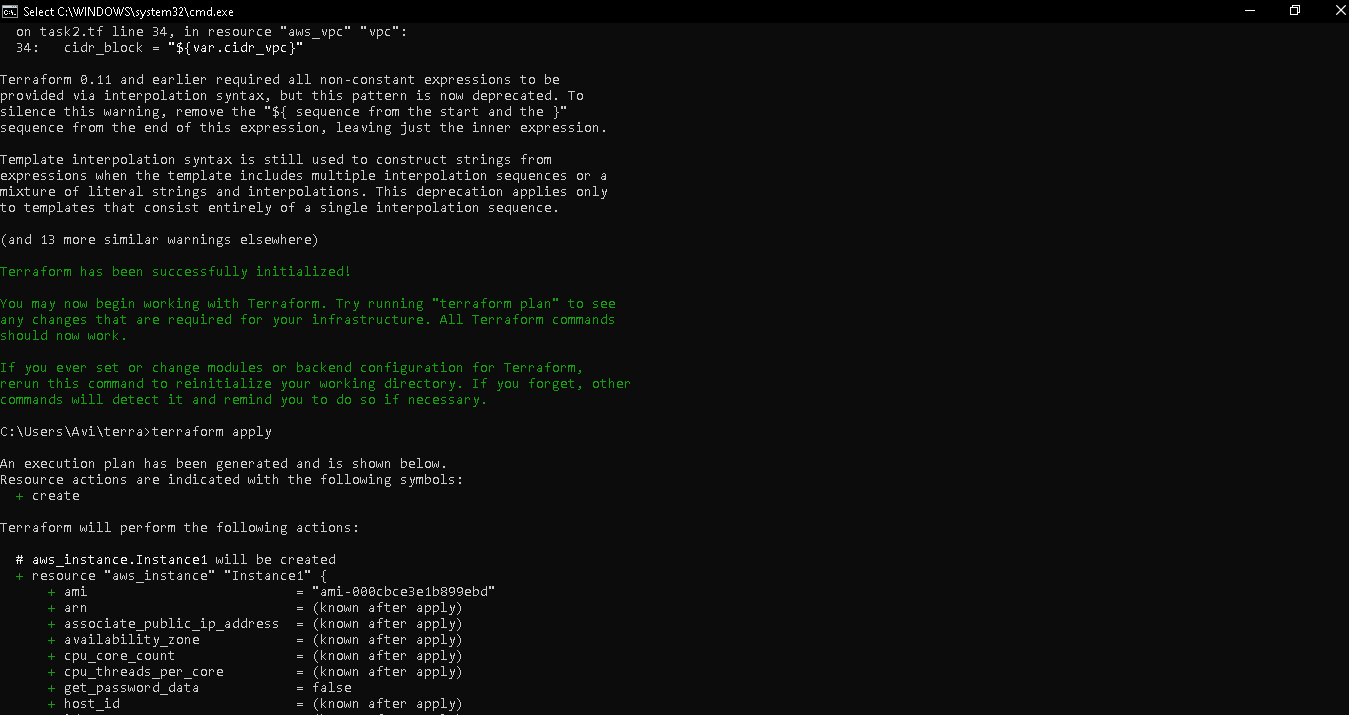 Select C:\WINDOWS\system32\cmd.exe
on task2.tf line 34, in resource "aws_vpc" "vpc":
34: cidr_block = "${var.cidr_vpc}"
Terraform 0.11 and earlier required all non-constant expressions to be
provided via interpolation syntax, but this pattern is now deprecated. To
silence this warning, remove the "${ sequence from the start and the }"
sequence from the end of this expression, leaving just the inner expression.
Template interpolation syntax is still used to construct strings from
expressions when the template includes multiple interpolation sequences or a
mixture of literal strings and interpolations. This deprecation applies only
to templates that consist entirely of a single interpolation sequence.
(and 13 more similar warnings elsewhere)
Terraform has been successfully initialized!
You may now begin working with Terraform. Try running "terraform plan" to see
any changes that are required for your infrastructure. All Terraform commands
should now work.
If you ever set or change modules or backend configuration for Terraform,
rerun this command to reinitialize your working directory. If you forget, other
commands will detect it and remind you to do so if necessary.
C:\Users\Avi\terra>terraform apply
An execution plan has been generated and is shown below.
Resource actions are indicated with the following symbols:
+ create
Terraform will perform the following actions:
# aws_instance.Instance1 will be created
+ resource "aws_instance" "Instance1" {
+ ami = "ami-000cbce3e1b899ebd"
+ arn = (known after apply)
+ associate_public_ip_address = (known after apply)
+ availability_zone = (known after apply)
+ cpu_core_count = (known after apply)
+ cpu_threads_per_core = (known after apply)
+ get_password_data = false
+ host_id = (known after apply)